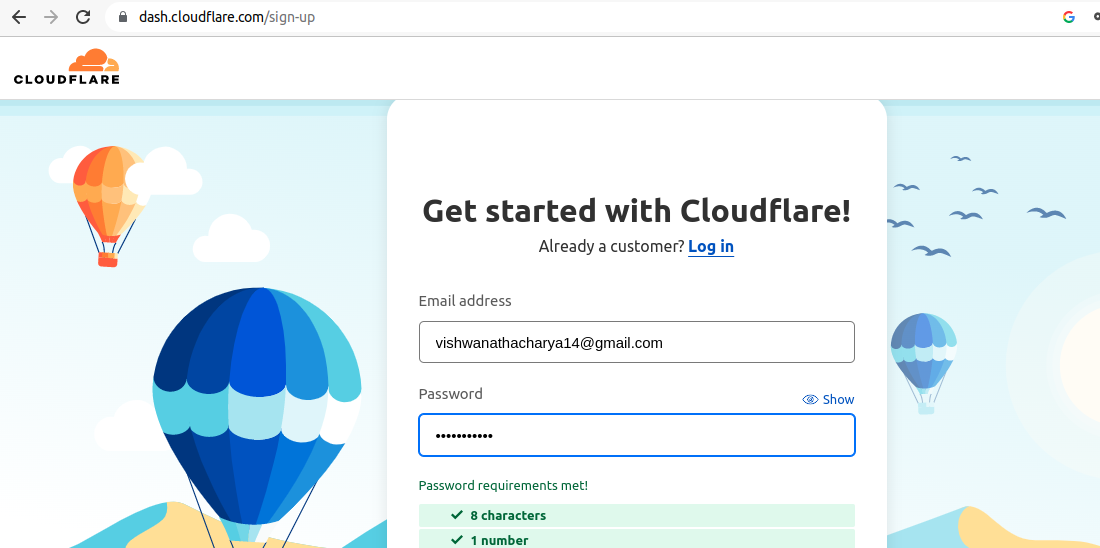 dash.cloudflare.com/sign-up
CLOUDFLARE
Get started with Cloudflare!
Already a customer? Log in
Email address
vishwanathacharya14@gmail.com
Password
Show
•••••••••••
Password requirements met!
8 characters
1 number